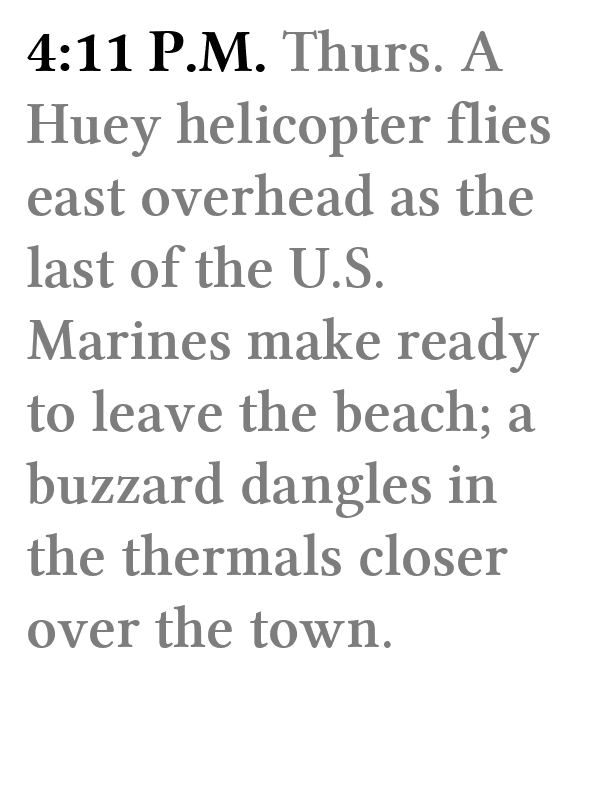 4:11 P.M. Thurs. A
Huey helicopter flies
east overhead as the
last of the U.S.
Marines make ready
to leave the beach; a
buzzard dangles in
the thermals closer
over the town.